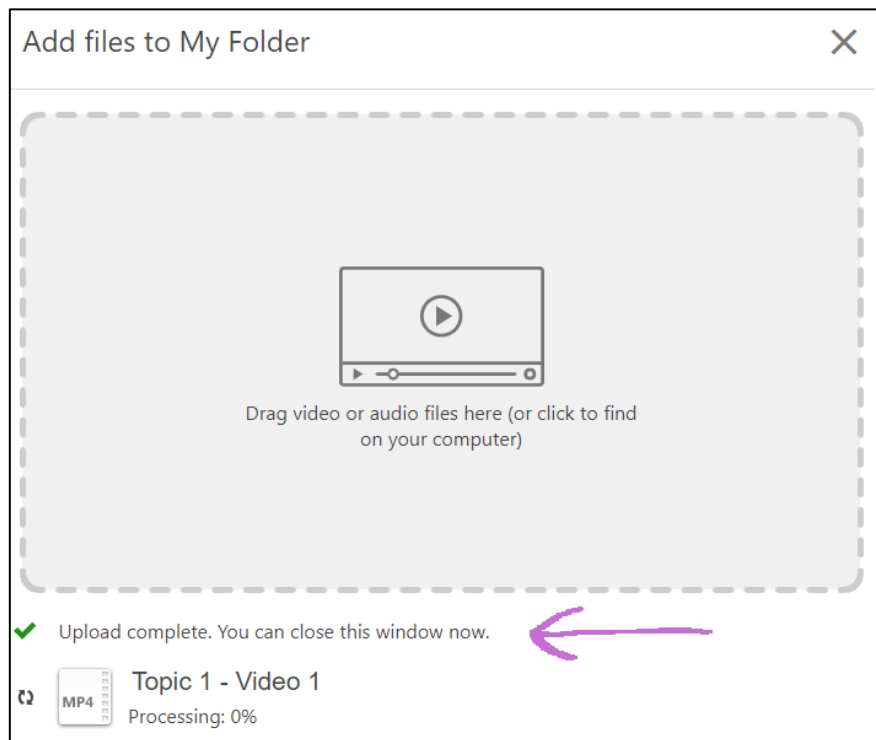 Add files to My Folder
Drag video or audio files here (or click to find
on your computer)
Upload complete. You can close this window now.
Topic 1 - Video 1
MP4
Processing: 0%